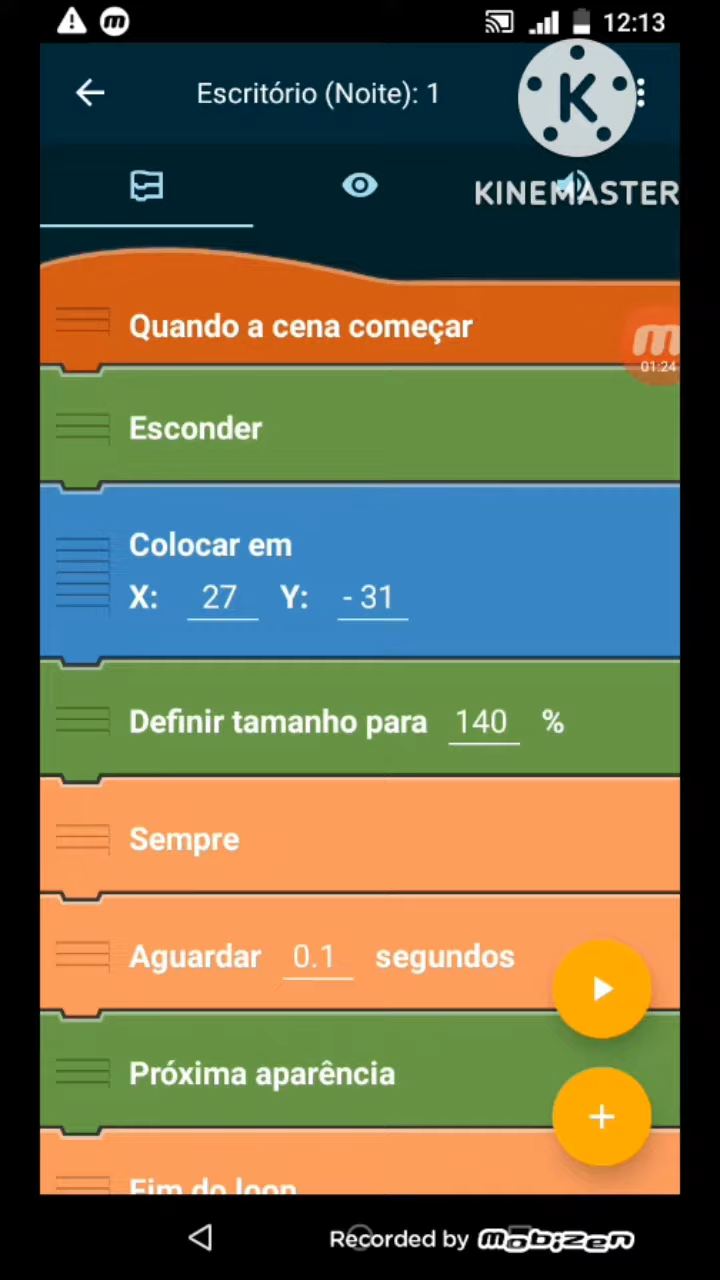 12:13
Escritório (Noite): 1
K
KINEMASTER
Quando a cena começar
01:24
Esconder
Colocar em
X: 27 Y: - 31
Definir tamanho para 140 %
Sempre
Aguardar 0.1 segundos
Próxima aparência
Fim do loop
Recorded by mobizen